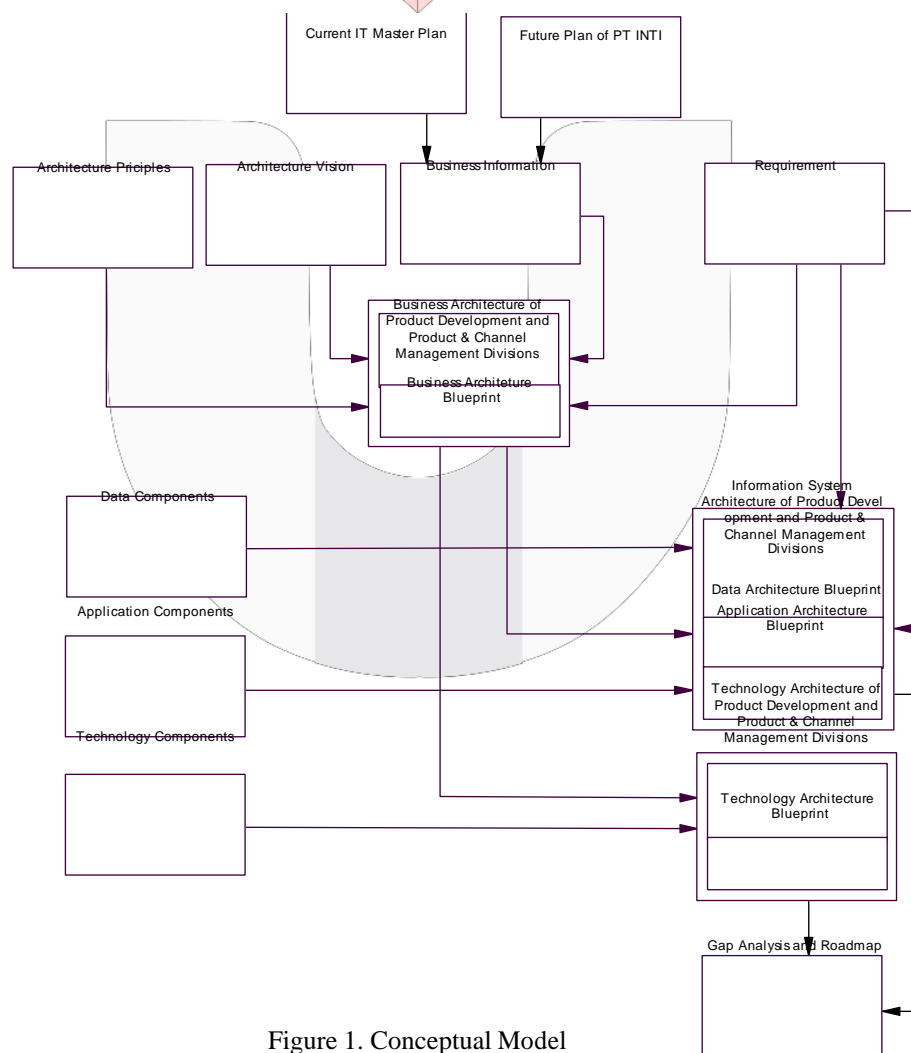 Current IT Master Plan
Future Plan of PT INTI
Architecture Priciples
Architecture Vision
Business Information
Requirement
Business Architecture of
Product Development and
Product & Channel
Management Divisions
Business Architeture
Blueprint
Data Components
Information System
Architecture of Product Devel
opment and Product &
Channel Management
Divisions
Data Architecture Blueprint
Application Components
Application Architecture
Blueprint
Technology Architecture of
Product Development and
Product & Channel
Management Divisions
Technology Components
Technology Architecture
Blueprint
Gap Analysis and Roadmap
Figure 1. Conceptual Model